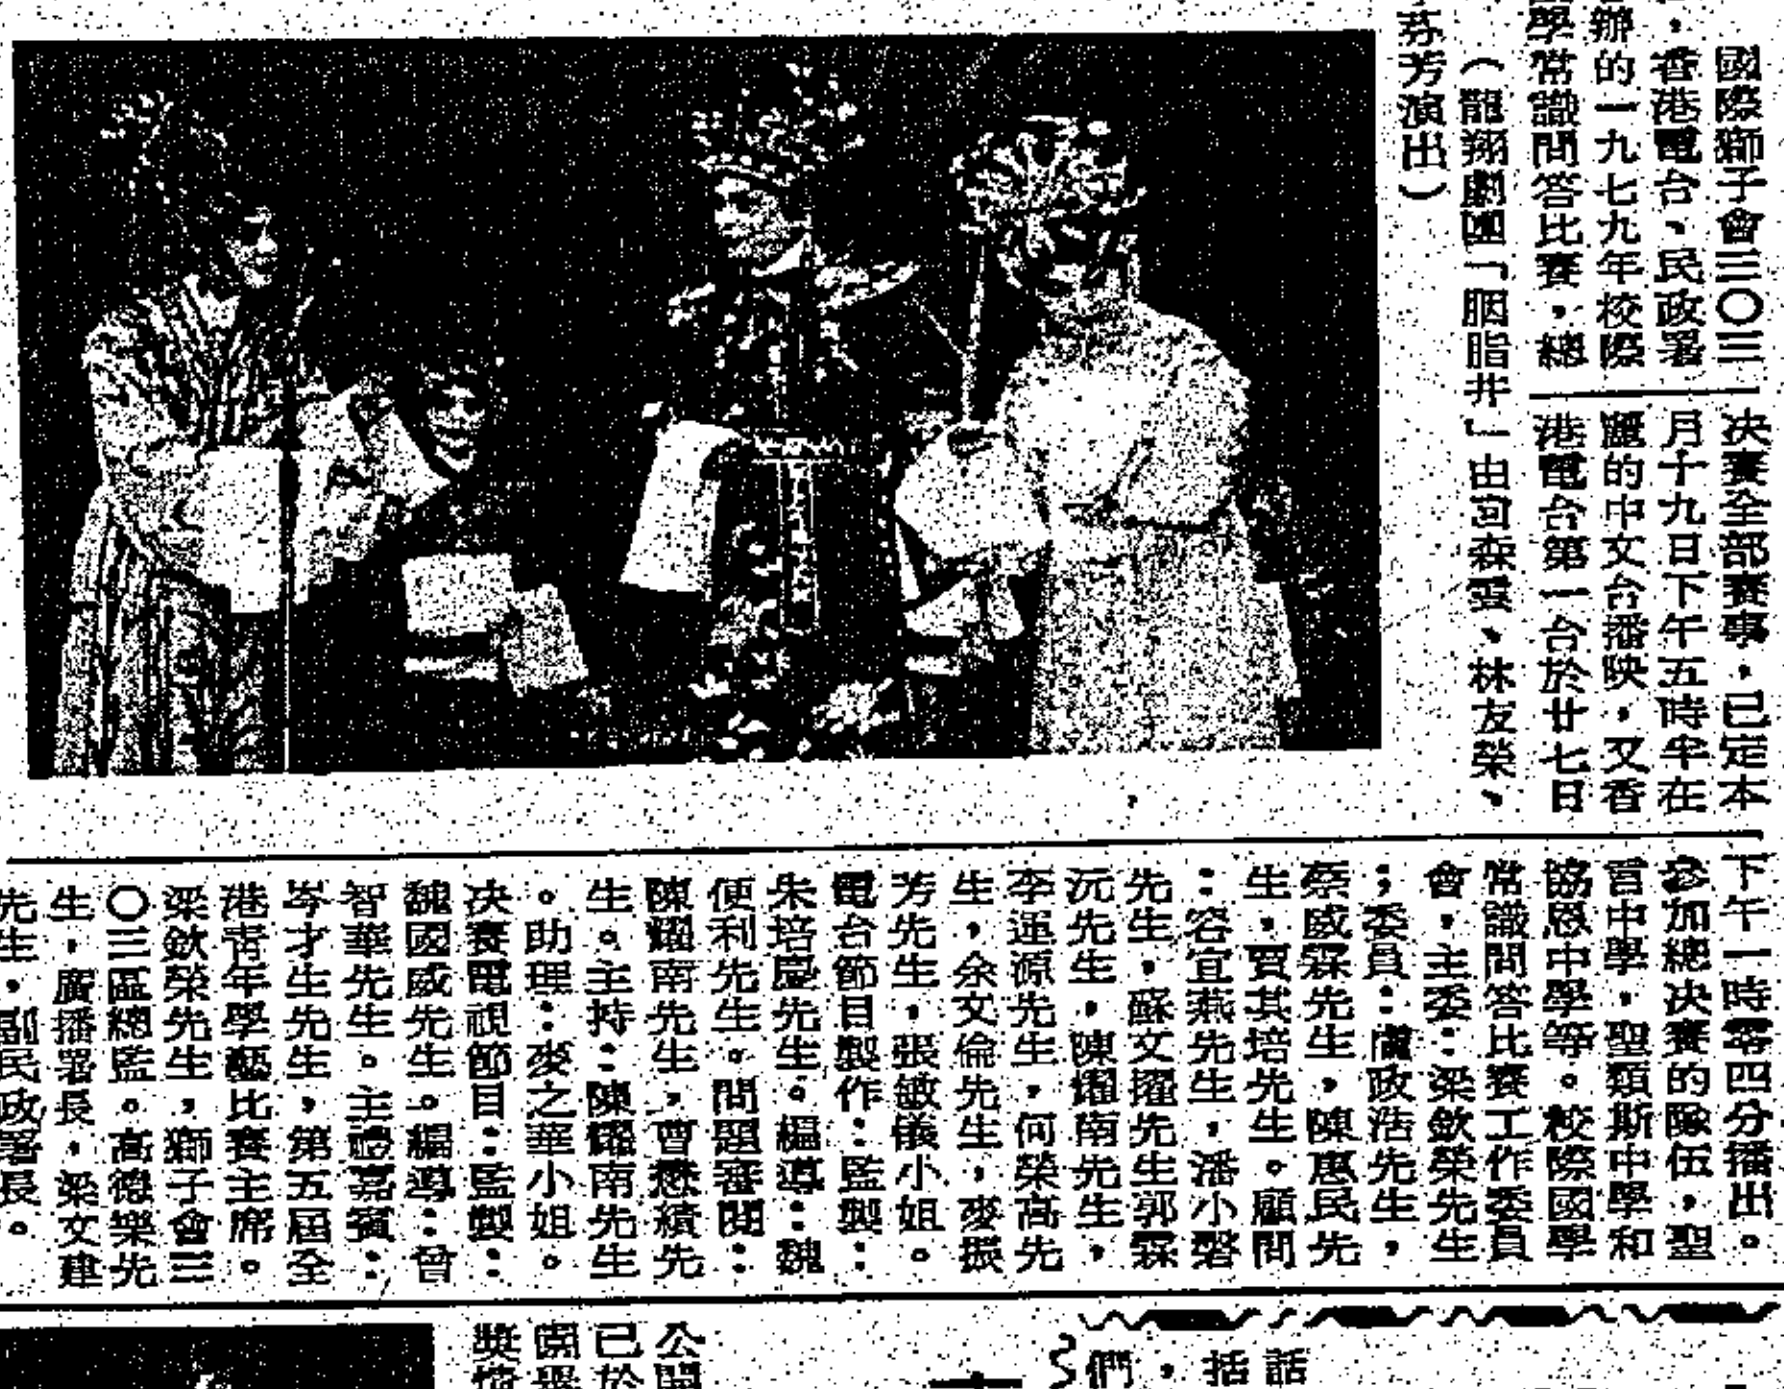 國際獅子會三〇三
，香港電台、民政署
辦的一九七九年校際
學常識問答比賽，總
決賽全部賽事，已定本
月十九日下午五時半在
麗的中文台播映，又香
港電台第一台於廿七日
下午一時零四分播出。
參加總決賽的隊伍，聖
言中學，聖類斯中學和
協恩中學等。校際國學
常識問答比賽工作委員
會，主委：梁欽榮先生
；委員：盧政浩先生，
蔡威霖先生，陳惠民先
生，賈其培先生。顧問
：容宜燕先生，潘小磐
先生，蘇文擢先生郭霖
沅先生，陳耀南先生，
李運源先生，何榮高先
生，余文倫先生，麥振
芳先生，張敏儀小姐。
電台節目製作：監製：
朱培慶先生。編導：魏
便利先生。問題審閱：
陳耀南先生，曹懋績先
生。主持：陳耀南先生
。助理：麥之華小姐。
決賽電視節目：監製：
魏國威先生。編導：曾
智華先生。主禮嘉賓：
岑才生先生，第五屆全
港青年學藝比賽主席。
梁欽榮先生，獅子會三
〇三區總監。高德樂先
生，廣播署長，梁文建
先生，副民政署長。
（龍翔劇團「胭脂井」由森雲、林友榮、
芬芳演出）
公開
已於
園
獎
話
括
們，